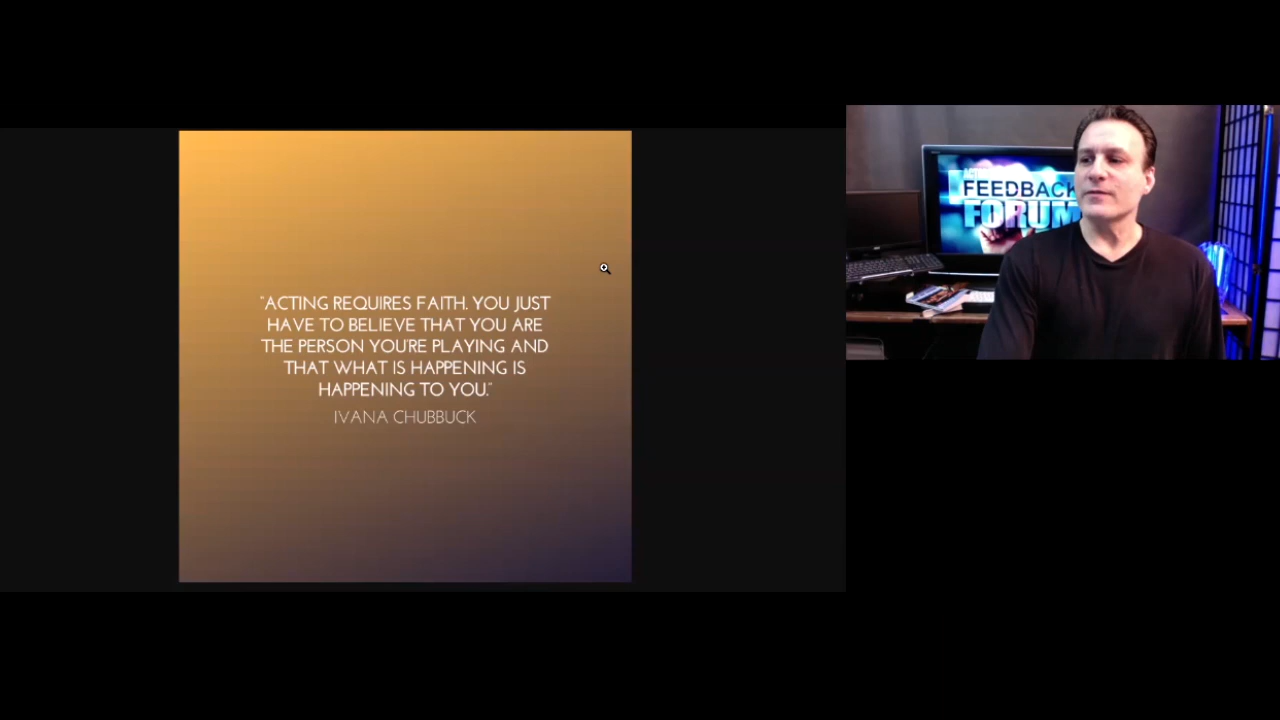 "ACTING REQUIRES FAITH. YOU JUST
HAVE TO BELIEVE THAT YOU ARE
THE PERSON YOU'RE PLAYING AND
THAT WHAT IS HAPPENING IS
HAPPENING TO YOU."
IVANA CHUBBUCK
FEEDBACK
FORUM